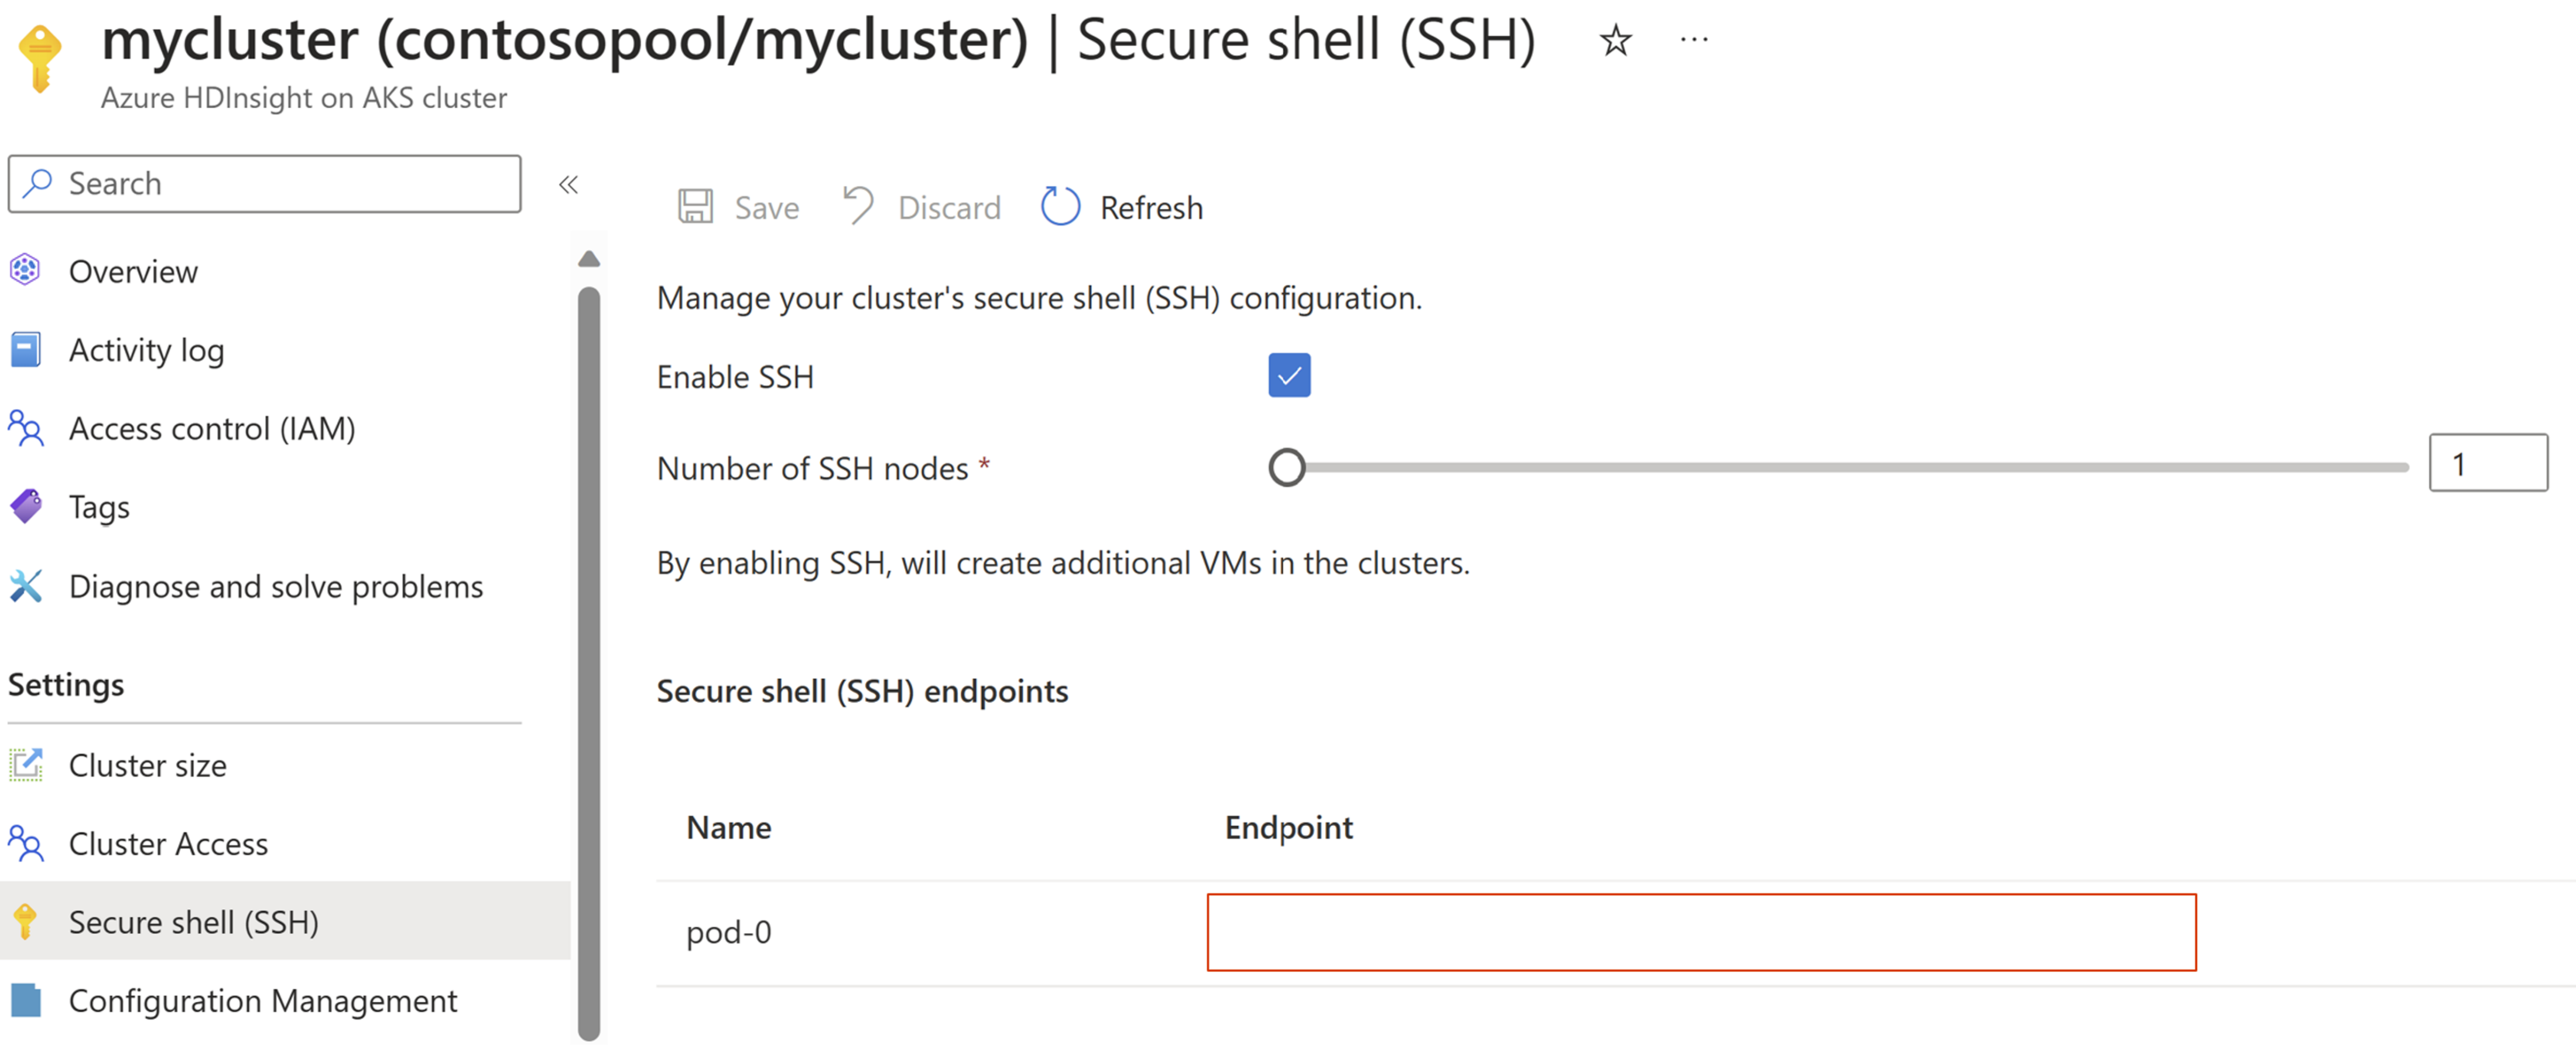 mycluster (contosopool/mycluster) | Secure shell (SSH) ☆ ···
Azure HDInsight on AKS cluster
Search «
Overview
Activity log
Access control (IAM)
Tags
Diagnose and solve problems
Settings
Cluster size
Cluster Access
Secure shell (SSH)
Configuration Management
Save Discard Refresh
Manage your cluster's secure shell (SSH) configuration.
Enable SSH
Number of SSH nodes * 1
By enabling SSH, will create additional VMs in the clusters.
Secure shell (SSH) endpoints
Name Endpoint
pod-0